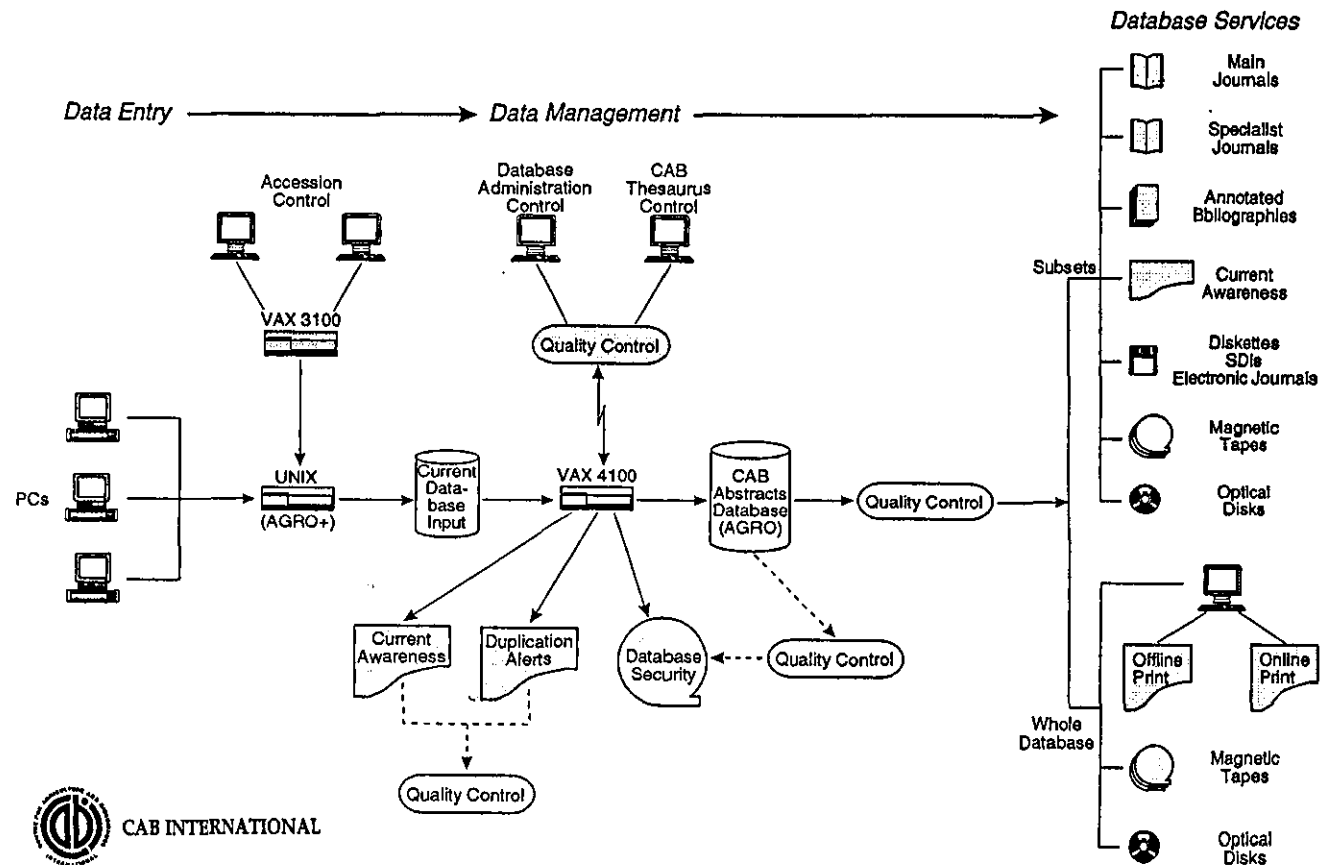 Database Services
Data Entry
Data Management
Main
Journals
Specialist
Journals
Annotated
Bbliographies
Subsets
Current
Awareness
Diskettes
SDIs
Electronic Journals
Magnetic
Tapes
Optical
Disks
Accession
Control
VAX 3100
Database
Administration
Control
CAB
Thesaurus
Control
Quality Control
PCs
UNIX
(AGRO+)
Current
Data-
base
Input
VAX 4100
CAB
Abstracts
Database
(AGRO)
Quality Control
Current
Awareness
Duplication
Alerts
Database
Security
Quality Control
Quality Control
Offline
Print
Online
Print
Whole
Database
Magnetic
Tapes
Optical
Disks
CAB INTERNATIONAL
INTERNATIONAL